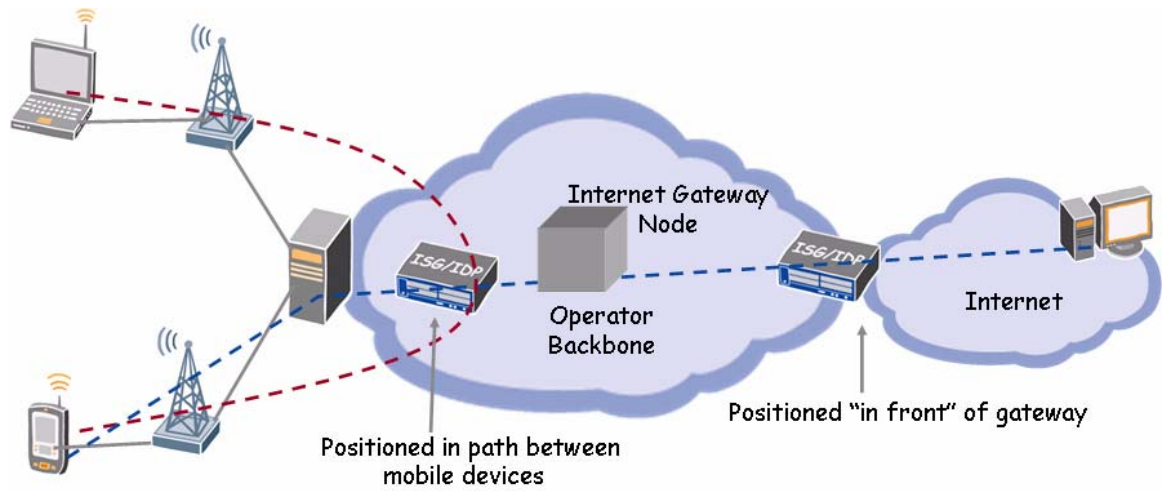 Internet Gateway
Node
ISG/IDP
ISG/IDP
Operator
Backbone
Internet
Positioned in path between
mobile devices
Positioned “in front” of gateway